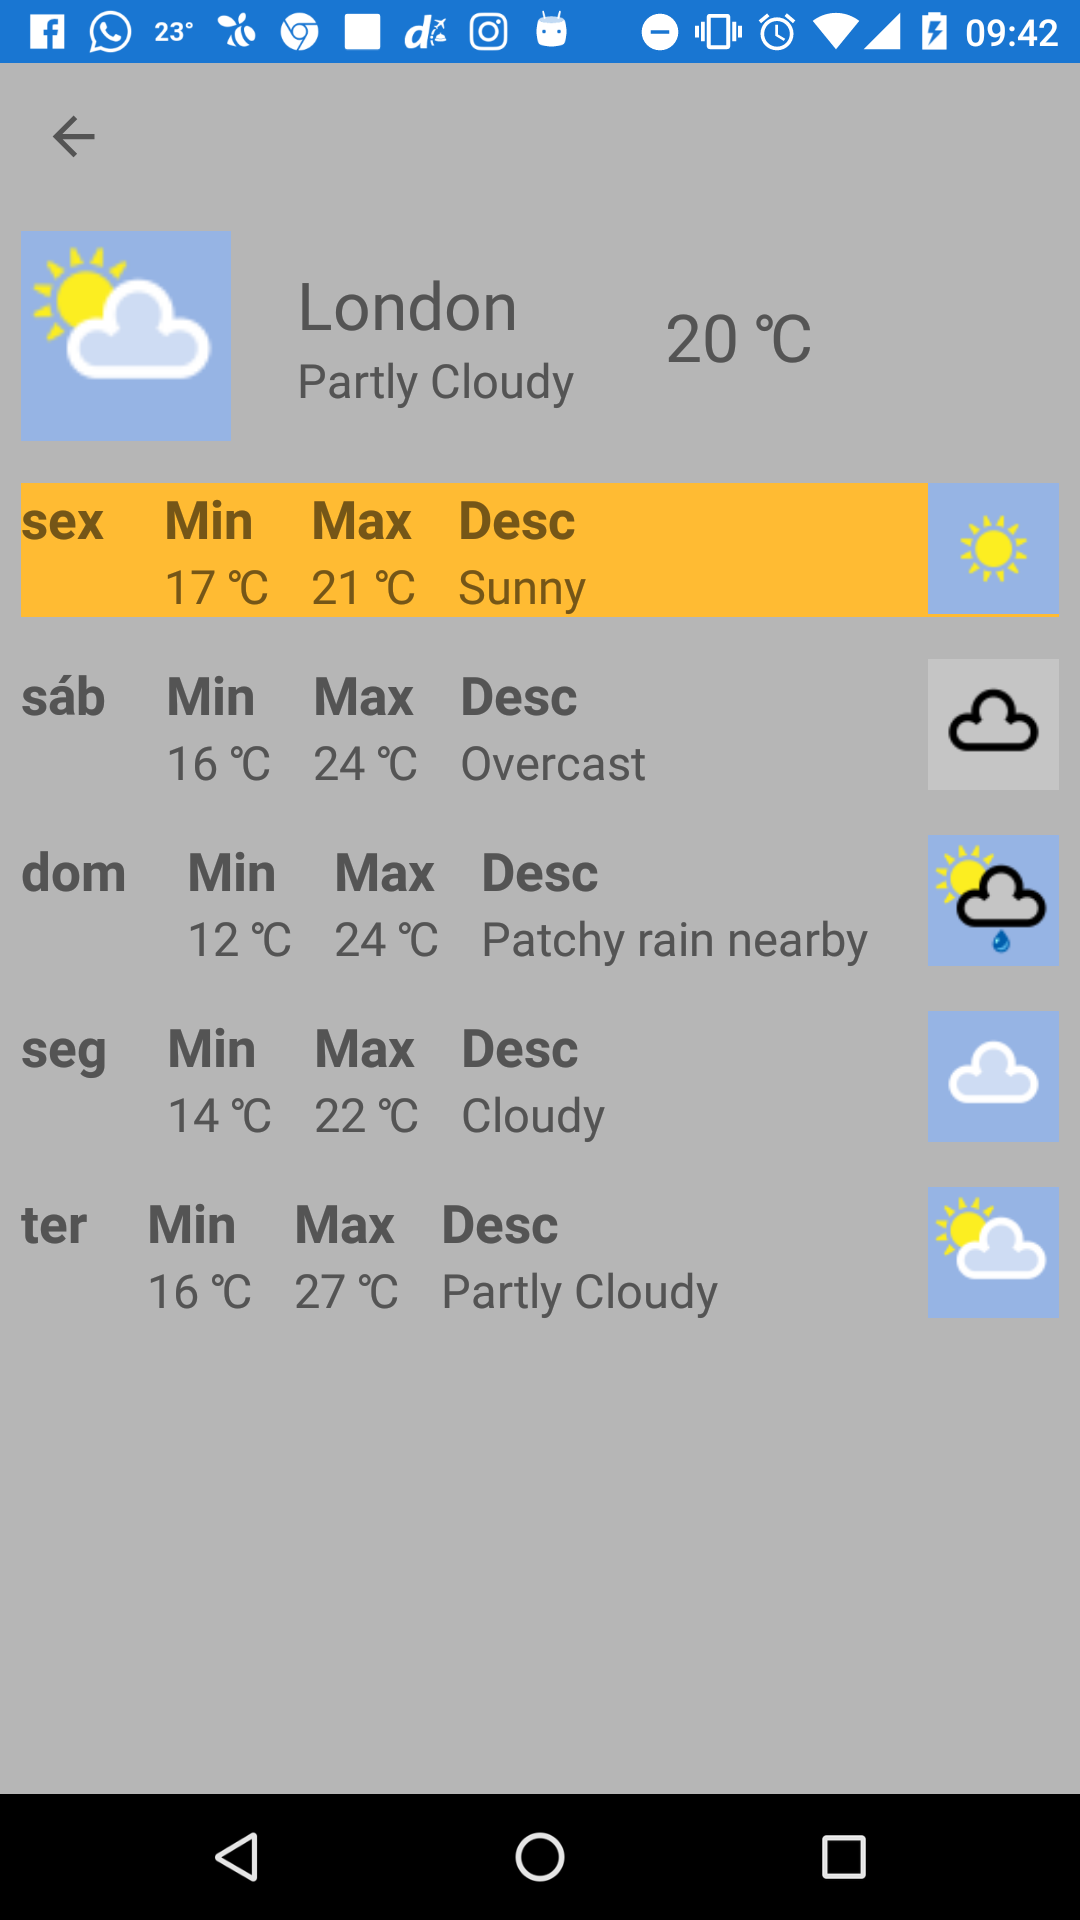 23° 09:42
London
20 °C
Partly Cloudy
sex Min Max Desc
17 °C 21 °C Sunny
sáb Min Max Desc
16 °C 24 °C Overcast
dom Min Max Desc
12 °C 24 °C Patchy rain nearby
seg Min Max Desc
14 °C 22 °C Cloudy
ter Min Max Desc
16 °C 27 °C Partly Cloudy